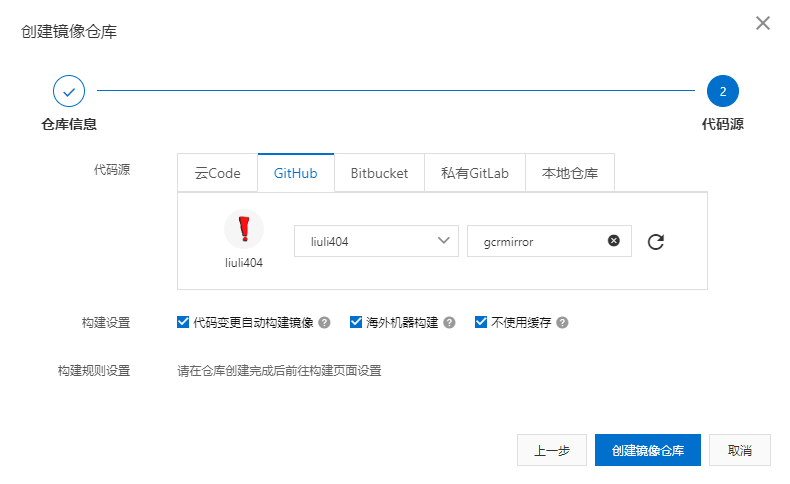 创建镜像仓库
2
仓库信息 代码源
代码源 云Code GitHub Bitbucket 私有GitLab 本地仓库
liuli404 gcrmirror
liuli404
构建设置 代码变更自动构建镜像 ? 海外机器构建 ? 不使用缓存 ?
构建规则设置 请在仓库创建完成后前往构建页面设置
上一步 创建镜像仓库 取消